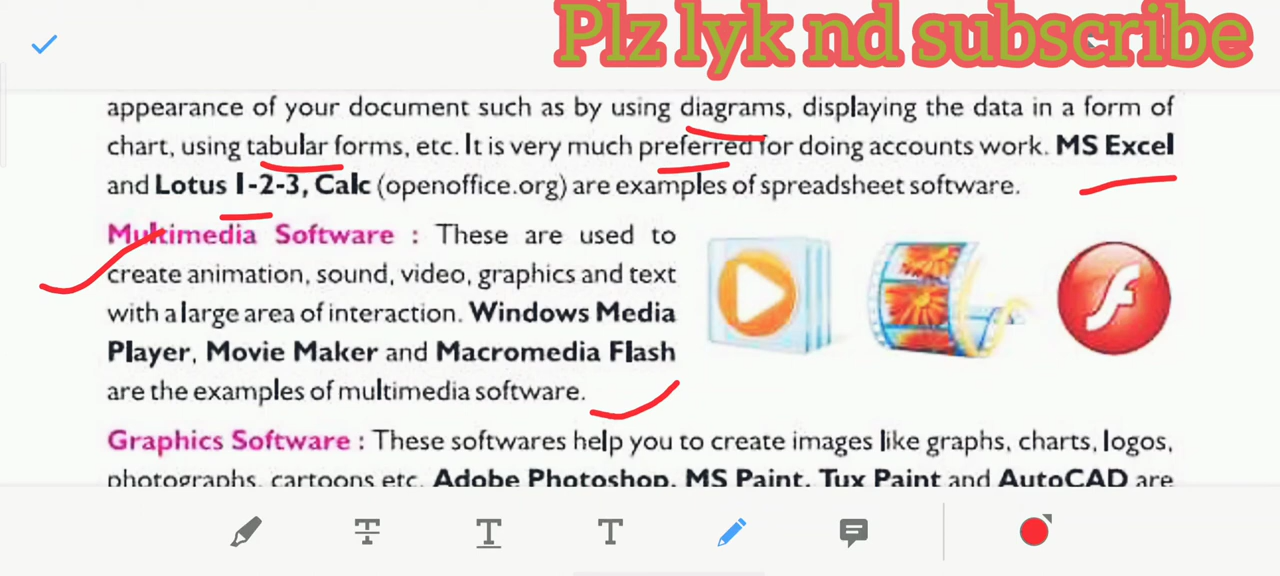 Plz lyk nd subscribe
appearance of your document such as by using diagrams, displaying the data in a form of
chart, using tabular forms, etc. It is very much preferred for doing accounts work. MS Excel
and Lotus 1-2-3, Calc (openoffice.org) are examples of spreadsheet software.
Multimedia Software : These are used to
create animation, sound, video, graphics and text
with a large area of interaction. Windows Media
Player, Movie Maker and Macromedia Flash
are the examples of multimedia software.
Graphics Software : These softwares help you to create images like graphs, charts, logos,
photographs, cartoons etc. Adobe Photoshop, MS Paint, Tux Paint and AutoCAD are